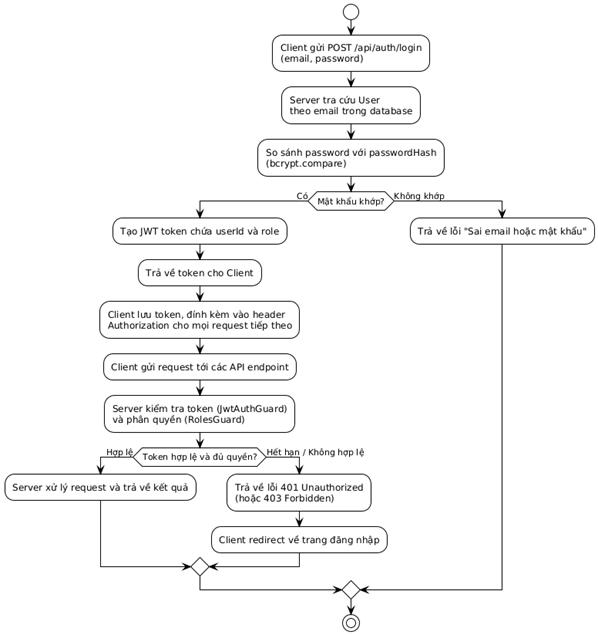 Client gửi POST /api/auth/login
(email, password)
Server tra cứu User
theo email trong database
So sánh password với passwordHash
(bcrypt.compare)
Có
Mật khẩu khớp?
Không khớp
Tạo JWT token chứa userId và role
Trả về lỗi "Sai email hoặc mật khẩu"
Trả về token cho Client
Client lưu token, đính kèm vào header
Authorization cho mọi request tiếp theo
Client gửi request tới các API endpoint
Server kiểm tra token (JwtAuthGuard)
và phân quyền (RolesGuard)
Hợp lệ
Token hợp lệ và đủ quyền?
Hết hạn / Không hợp lệ
Server xử lý request và trả về kết quả
Trả về lỗi 401 Unauthorized
(hoặc 403 Forbidden)
Client redirect về trang đăng nhập